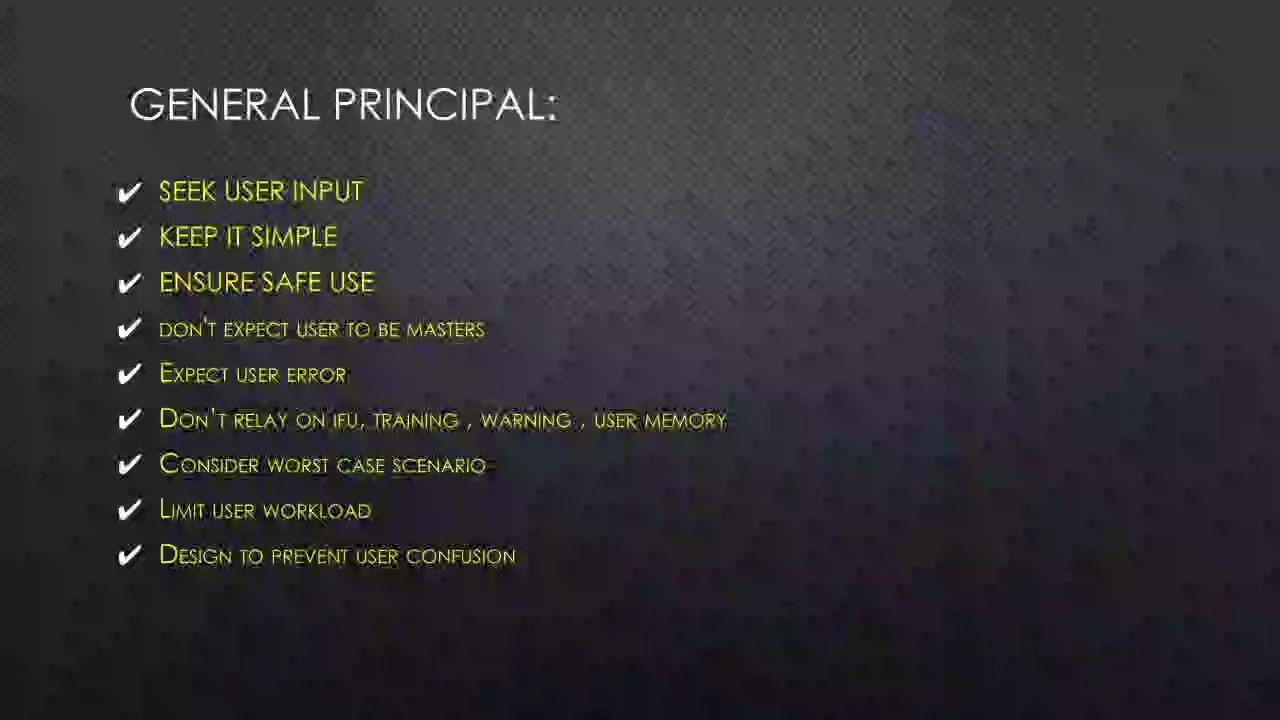 GENERAL PRINCIPAL:
✔ SEEK USER INPUT
✔ KEEP IT SIMPLE
✔ ENSURE SAFE USE
✔ DON'T EXPECT USER TO BE MASTERS
✔ EXPECT USER ERROR
✔ DON'T RELAY ON IFU, TRAINING , WARNING , USER MEMORY
✔ CONSIDER WORST CASE SCENARIO
✔ LIMIT USER WORKLOAD
✔ DESIGN TO PREVENT USER CONFUSION